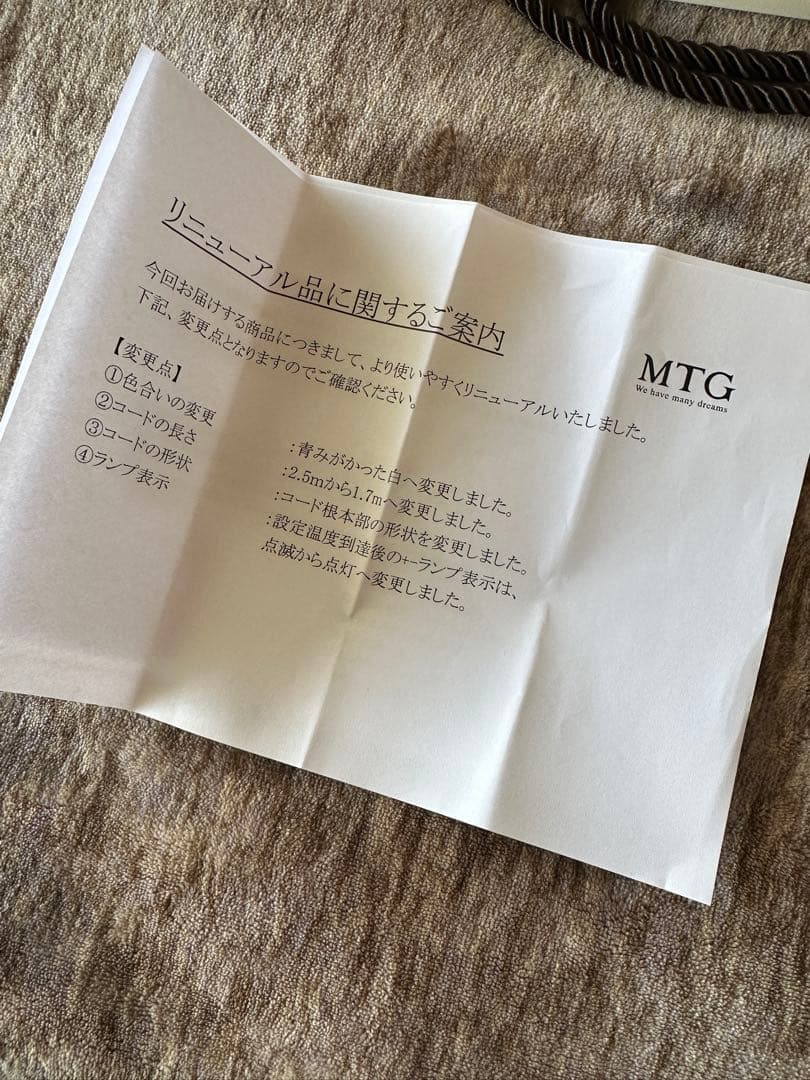 リニューアル品に関するご案内
MTG
We have many dreams
今回お届けする商品につきまして、より使いやすくリニューアルいたしました。
下記、変更点となりますのでご確認ください。
【変更点】
①色合いの変更 :青みがかった白へ変更しました。
②コードの長さ :2.5mから1.7mへ変更しました。
③コードの形状 :コード根本部の形状を変更しました。
④ランプ表示 :設定温度到達後の+-ランプ表示は、
点滅から点灯へ変更しました。